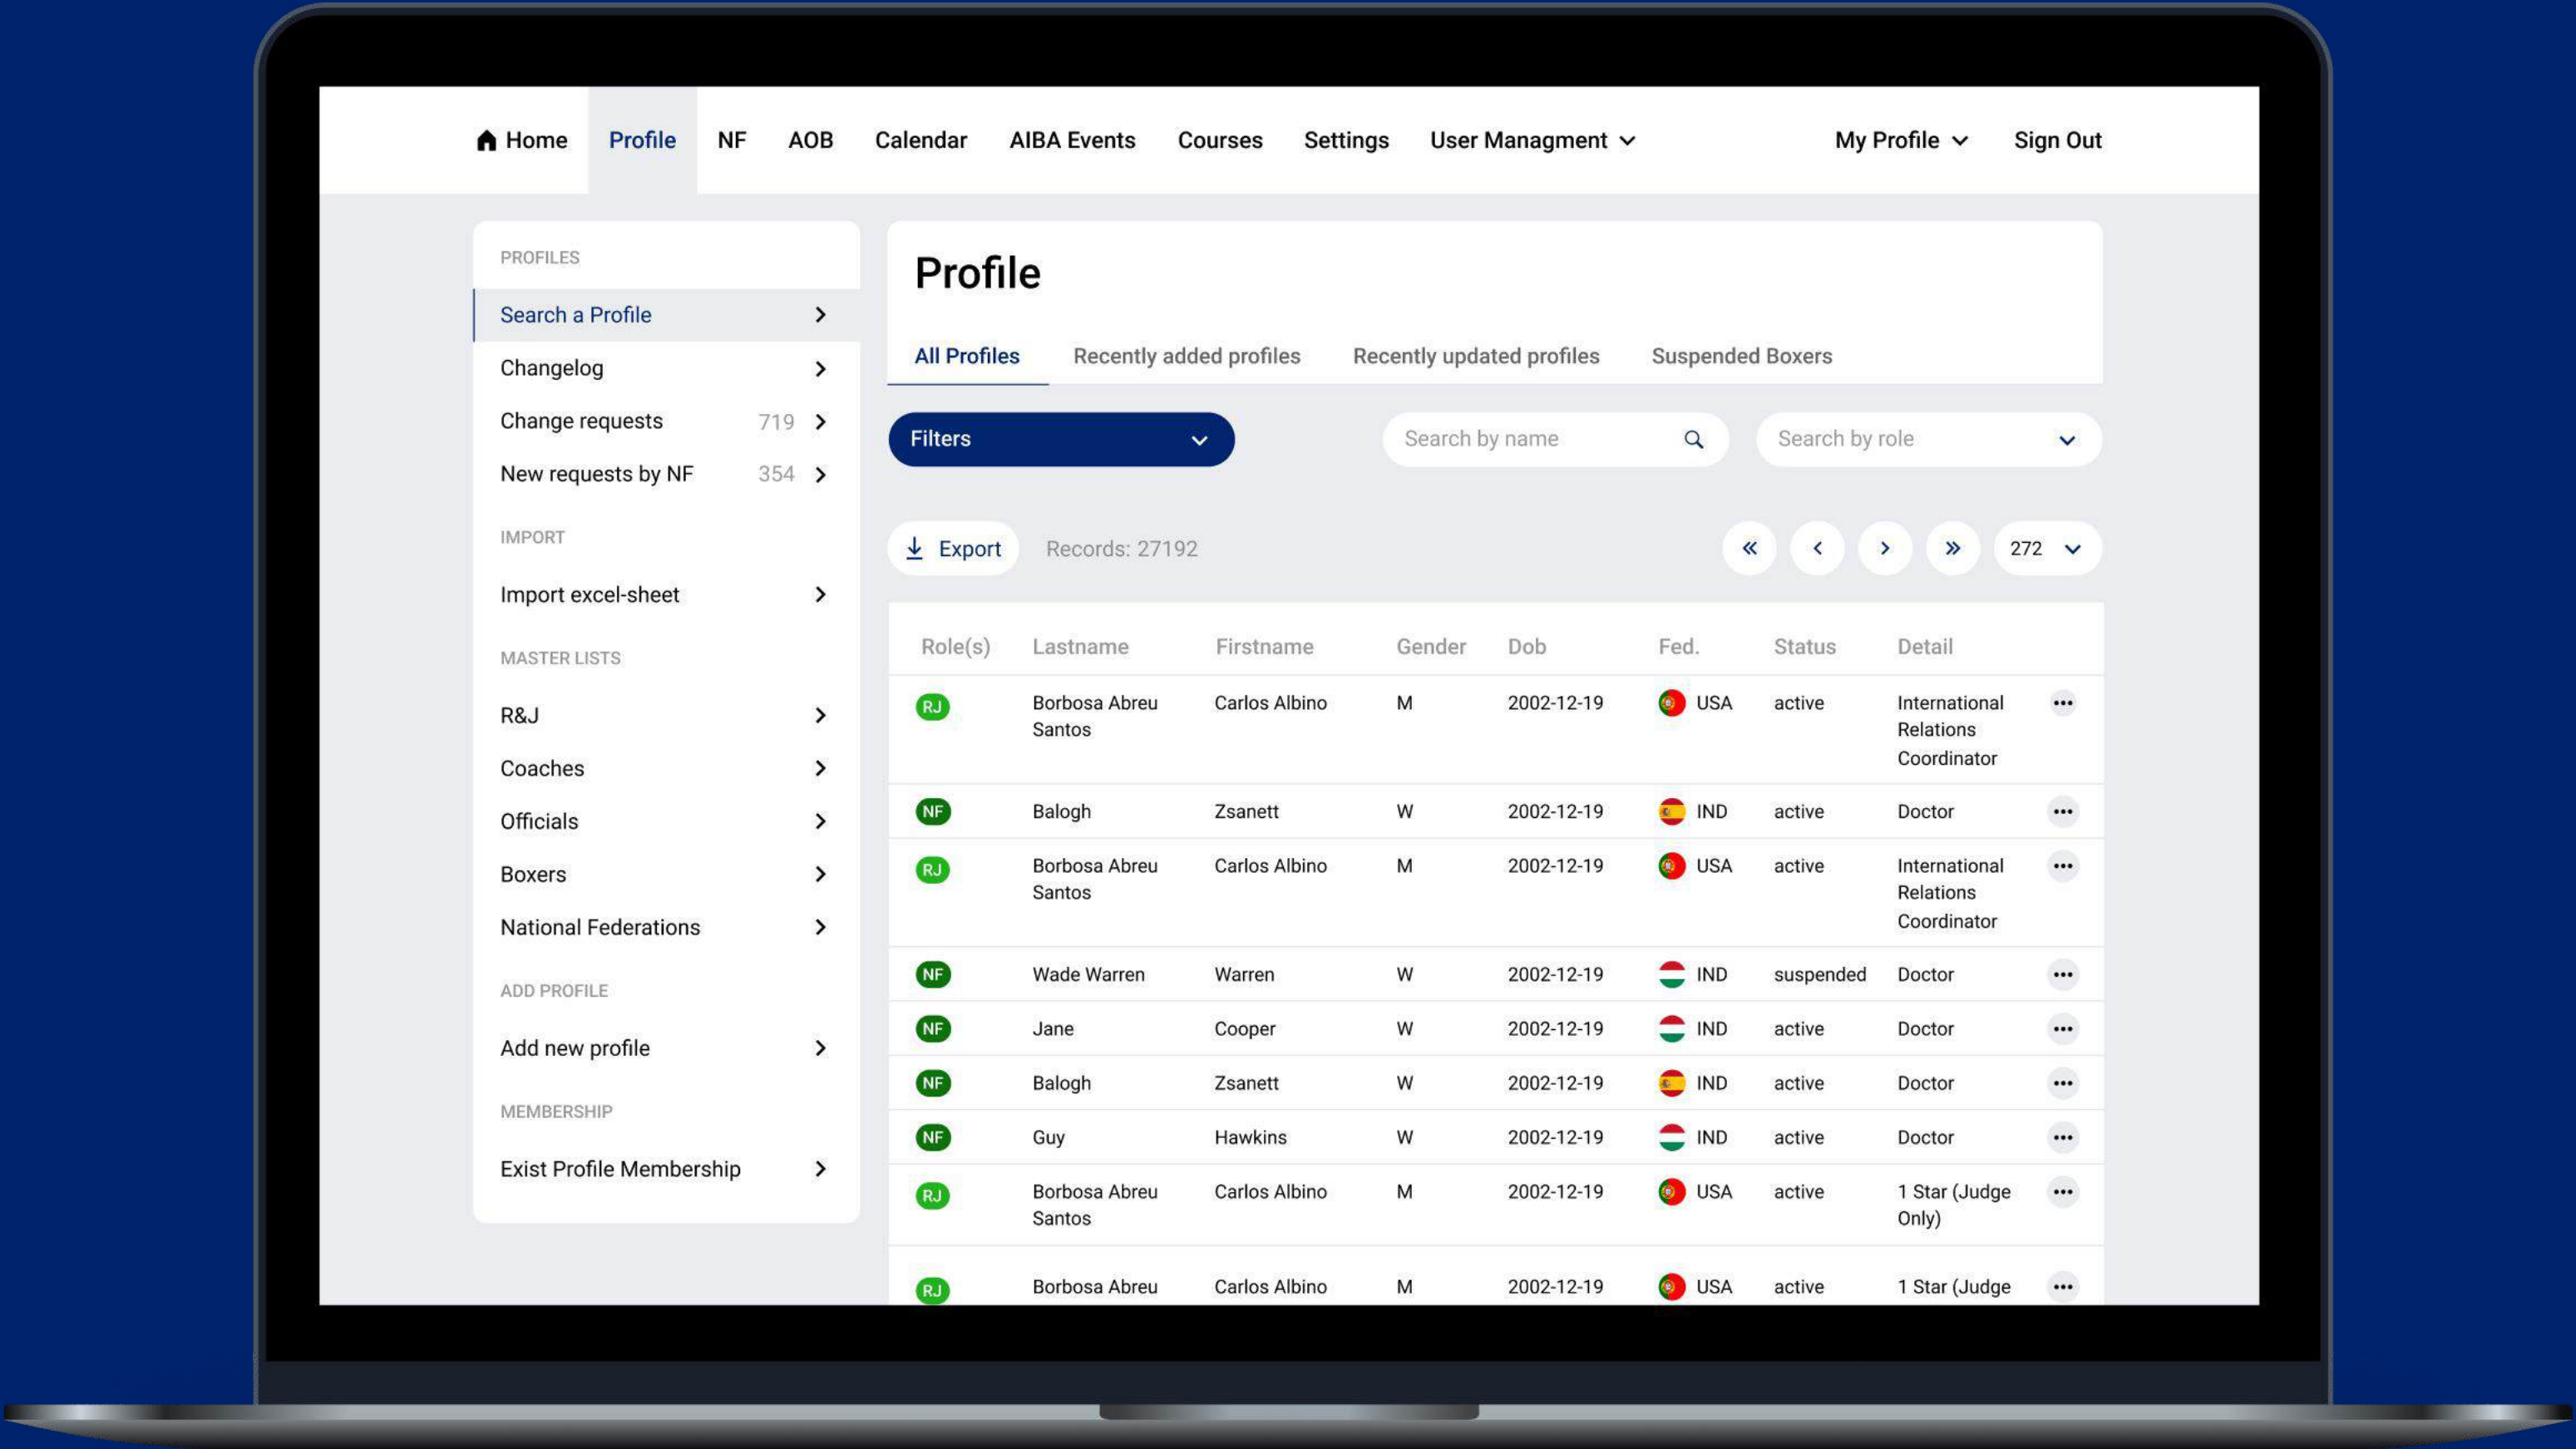 Home Profile NF AOB Calendar AIBA Events Courses Settings User Managment My Profile Sign Out
PROFILES
Search a Profile
Changelog
Change requests 719
New requests by NF 354
IMPORT
Import excel-sheet
MASTER LISTS
R&J
Coaches
Officials
Boxers
National Federations
ADD PROFILE
Add new profile
MEMBERSHIP
Exist Profile Membership
Profile
All Profiles Recently added profiles Recently updated profiles Suspended Boxers
Filters Search by name Search by role
Export Records: 27192 « ‹ › » 272
Role(s) Lastname Firstname Gender Dob Fed. Status Detail
RJ Borbosa Abreu Carlos Albino M 2002-12-19 USA active International
Santos Relations
Coordinator
NF Balogh Zsanett W 2002-12-19 IND active Doctor
RJ Borbosa Abreu Carlos Albino M 2002-12-19 USA active International
Santos Relations
Coordinator
NF Wade Warren Warren W 2002-12-19 IND suspended Doctor
NF Jane Cooper W 2002-12-19 IND active Doctor
NF Balogh Zsanett W 2002-12-19 IND active Doctor
NF Guy Hawkins W 2002-12-19 IND active Doctor
RJ Borbosa Abreu Carlos Albino M 2002-12-19 USA active 1 Star (Judge
Santos Only)
RJ Borbosa Abreu Carlos Albino M 2002-12-19 USA active 1 Star (Judge